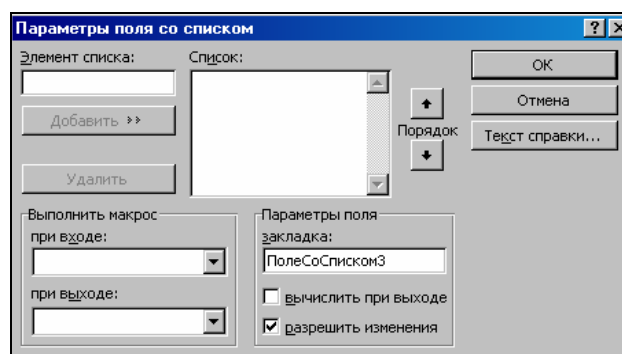 Параметры поля со списком
Элемент списка:
Список:
ОК
Добавить >>
Отмена
Порядок
Текст справки...
Удалить
Выполнить макрос
Параметры поля
при входе:
закладка:
ПолеСоСписком3
при выходе:
вычислить при выходе
разрешить изменения